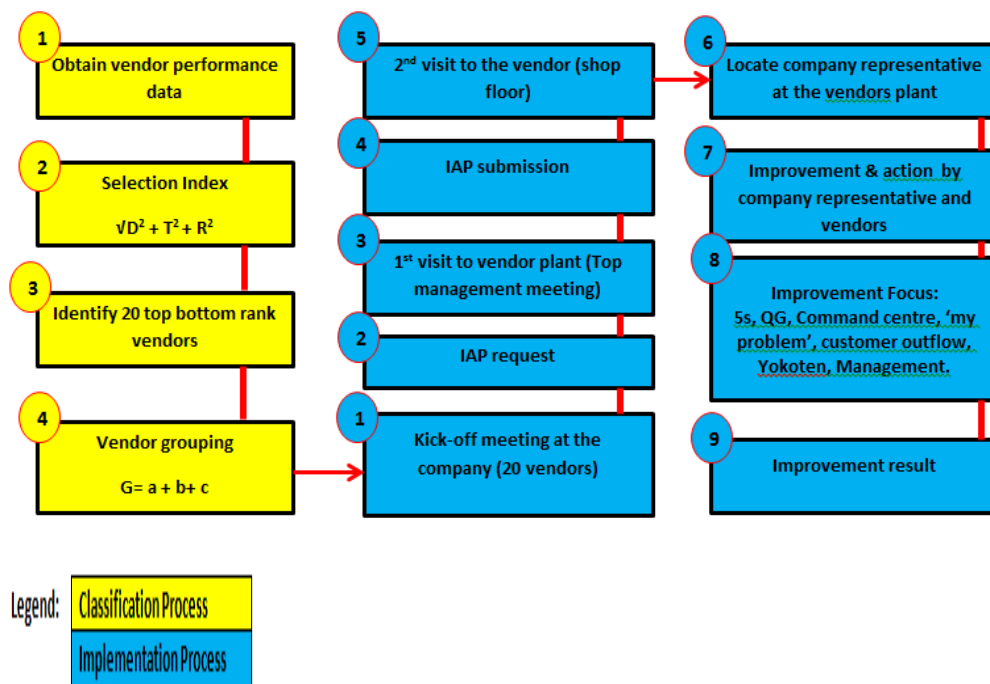 1
Obtain vendor performance
data
2
Selection Index
√D² + T² + R²
3
Identify 20 top bottom rank
vendors
4
Vendor grouping
G= a + b+ c
5
2nd visit to the vendor (shop
floor)
4
IAP submission
3
1st visit to vendor plant (Top
management meeting)
2
IAP request
1
Kick-off meeting at the
company (20 vendors)
6
Locate company representative
at the vendors plant
7
Improvement & action by
company representative and
vendors
8
Improvement Focus:
5s, QG, Command centre, ‘my
problem’, customer outflow,
Yokoten, Management.
9
Improvement result
Legend:
Classification Process
Implementation Process